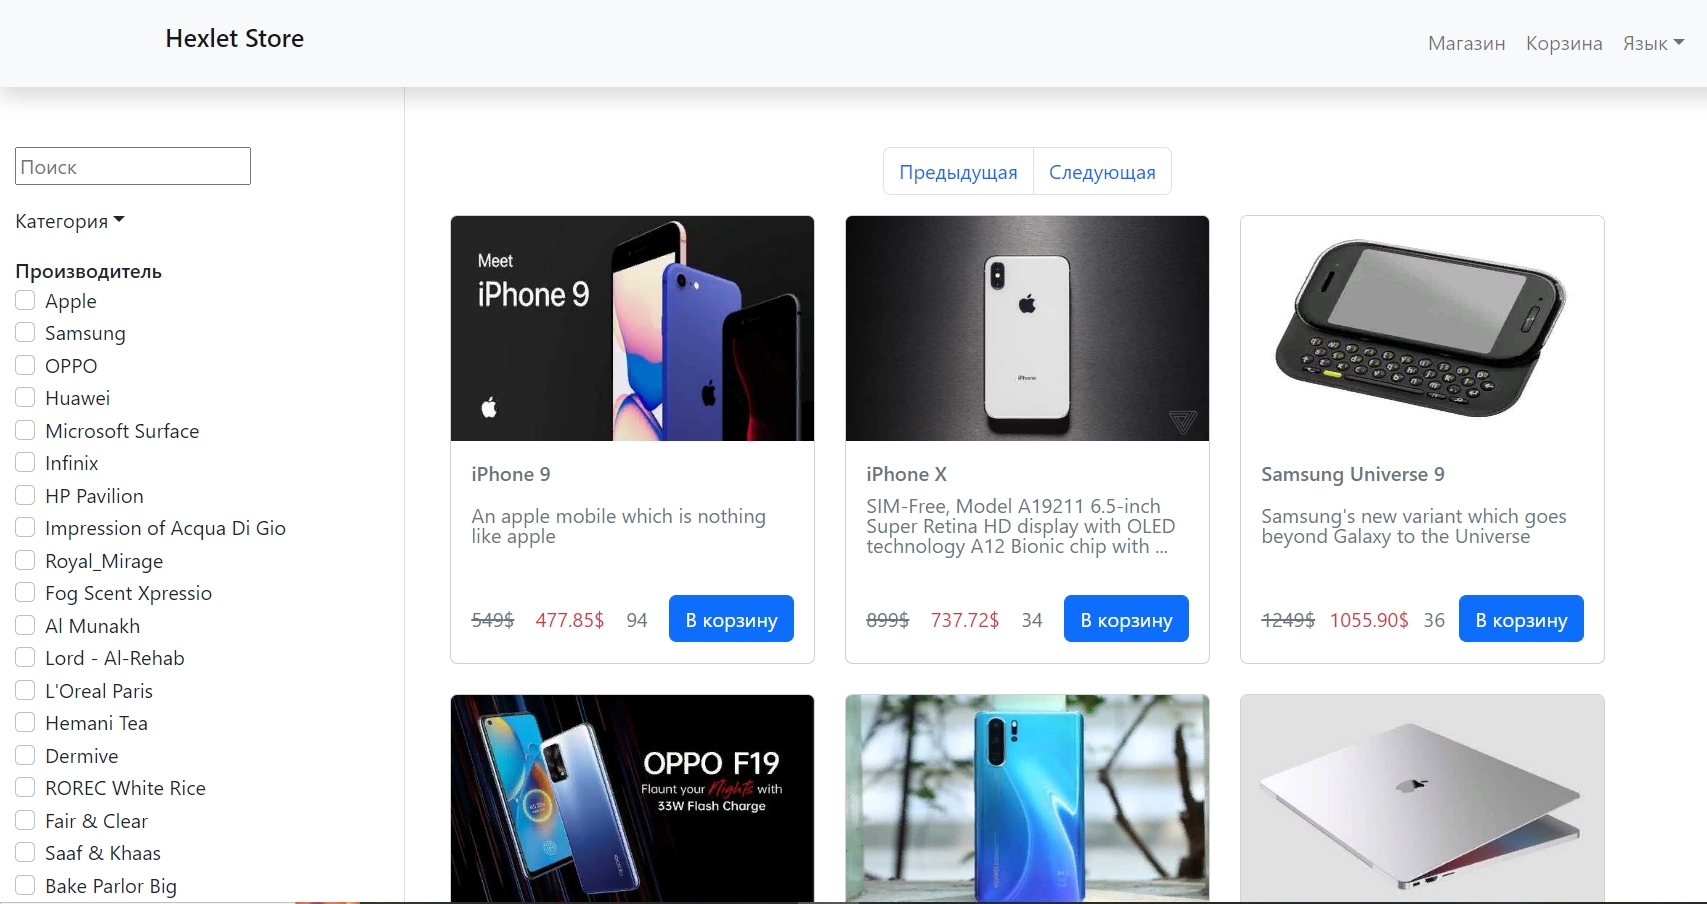 Hexlet Store
Магазин Корзина Язык
Поиск
Категория
Производитель
Apple
Samsung
OPPO
Huawei
Microsoft Surface
Infinix
HP Pavilion
Impression of Acqua Di Gio
Royal_Mirage
Fog Scent Xpressio
Al Munakh
Lord - Al-Rehab
L'Oreal Paris
Hemani Tea
Dermive
ROREC White Rice
Fair & Clear
Saaf & Khaas
Bake Parlor Big
Предыдущая Следующая
Meet
iPhone 9
iPhone 9
An apple mobile which is nothing
like apple
549$ 477.85$ 94 В корзину
iPhone
iPhone X
SIM-Free, Model A19211 6.5-inch
Super Retina HD display with OLED
technology A12 Bionic chip with ...
899$ 737.72$ 34 В корзину
Samsung Universe 9
Samsung's new variant which goes
beyond Galaxy to the Universe
1249$ 1055.90$ 36 В корзину
OPPO F19
Flaunt your Nights with
33W Flash Charge